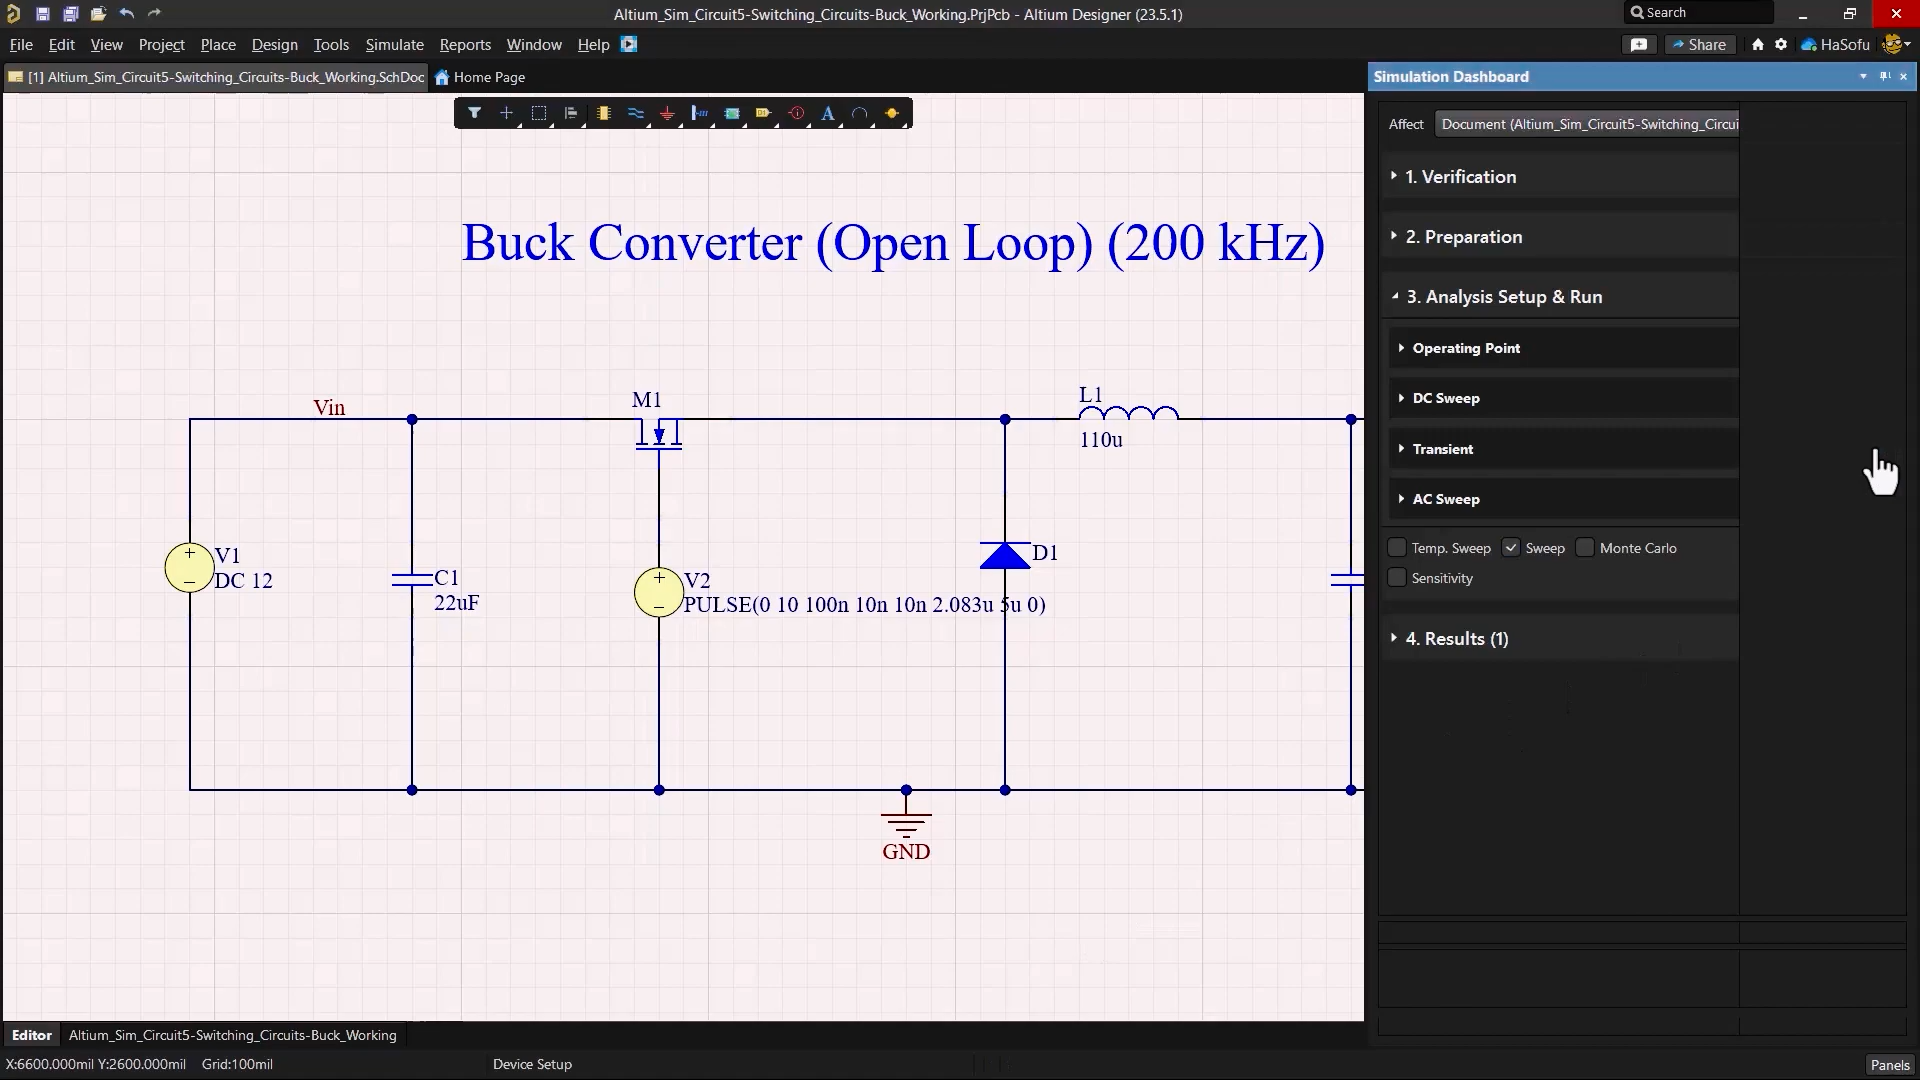 Altium_Sim_Circuit5-Switching_Circuits-Buck_Working.PrjPcb - Altium Designer (23.5.1)
Search
File Edit View Project Place Design Tools Simulate Reports Window Help
Share
HaSofu
[1] Altium_Sim_Circuit5-Switching_Circuits-Buck_Working.SchDoc
Home Page
Simulation Dashboard
Affect
Document (Altium_Sim_Circuit5-Switching_Circui
1. Verification
2. Preparation
3. Analysis Setup & Run
Operating Point
DC Sweep
Transient
AC Sweep
Temp. Sweep
Sweep
Monte Carlo
Sensitivity
4. Results (1)
Buck Converter (Open Loop) (200 kHz)
Vin
M1
L1
110u
V1
DC 12
C1
22uF
V2
PULSE(0 10 100n 10n 10n 2.083u 5u 0)
D1
GND
Editor
Altium_Sim_Circuit5-Switching_Circuits-Buck_Working
X:6600.000mil Y:2600.000mil Grid:100mil
Device Setup
Panels